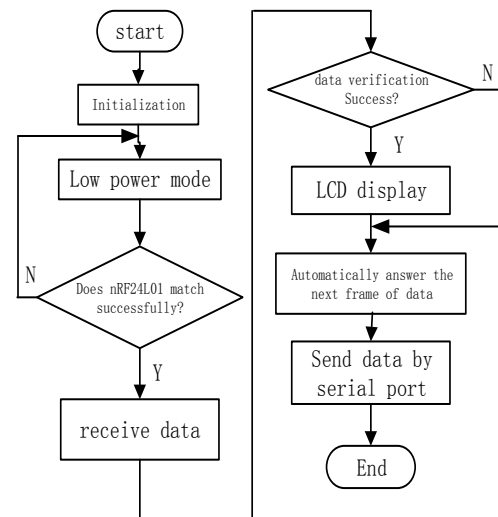 start
Initialization
Low power mode
N
Does nRF24L01 match
successfully?
Y
receive data
data verification
Success?
N
Y
LCD display
Automatically answer the
next frame of data
Send data by
serial port
End